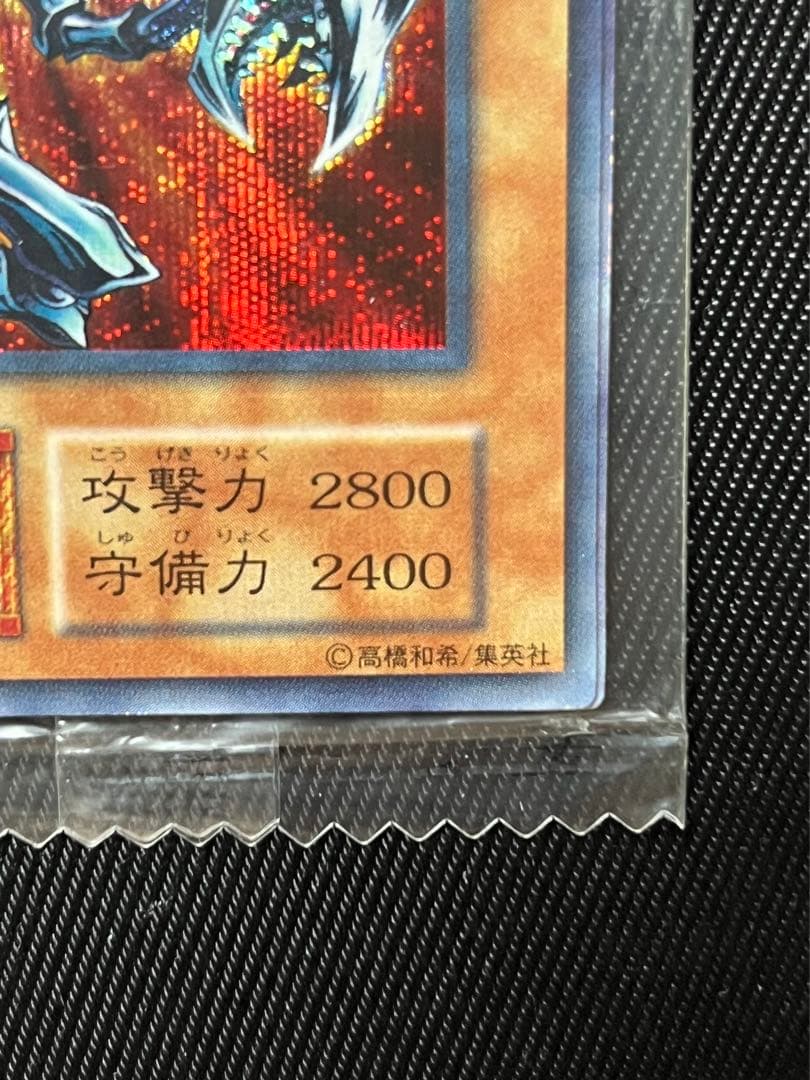 こう げき りょく
攻撃力 2800
しゅ び りょく
守備力 2400
©高橋和希/集英社